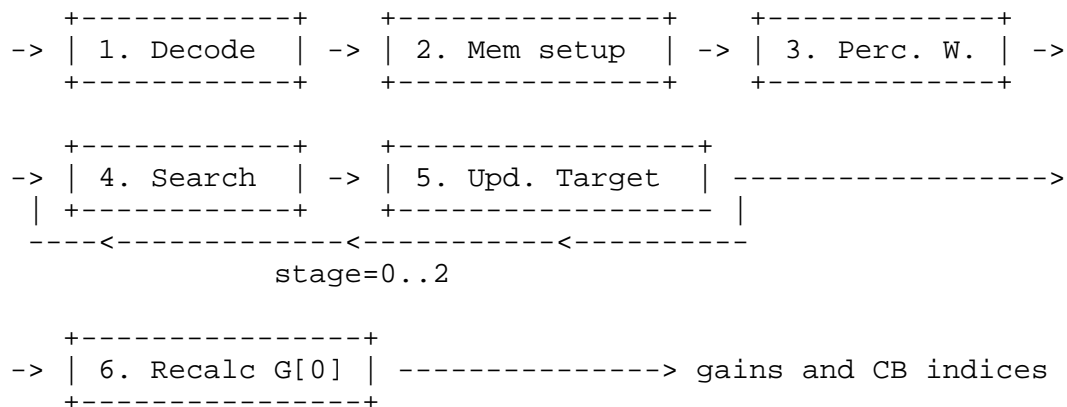 -> | 1. Decode | -> | 2. Mem setup | -> | 3. Perc. W. | ->
-> | 4. Search | -> | 5. Upd. Target | ------------------>
stage=0..2
-> | 6. Recalc G[0] | ---------------> gains and CB indices